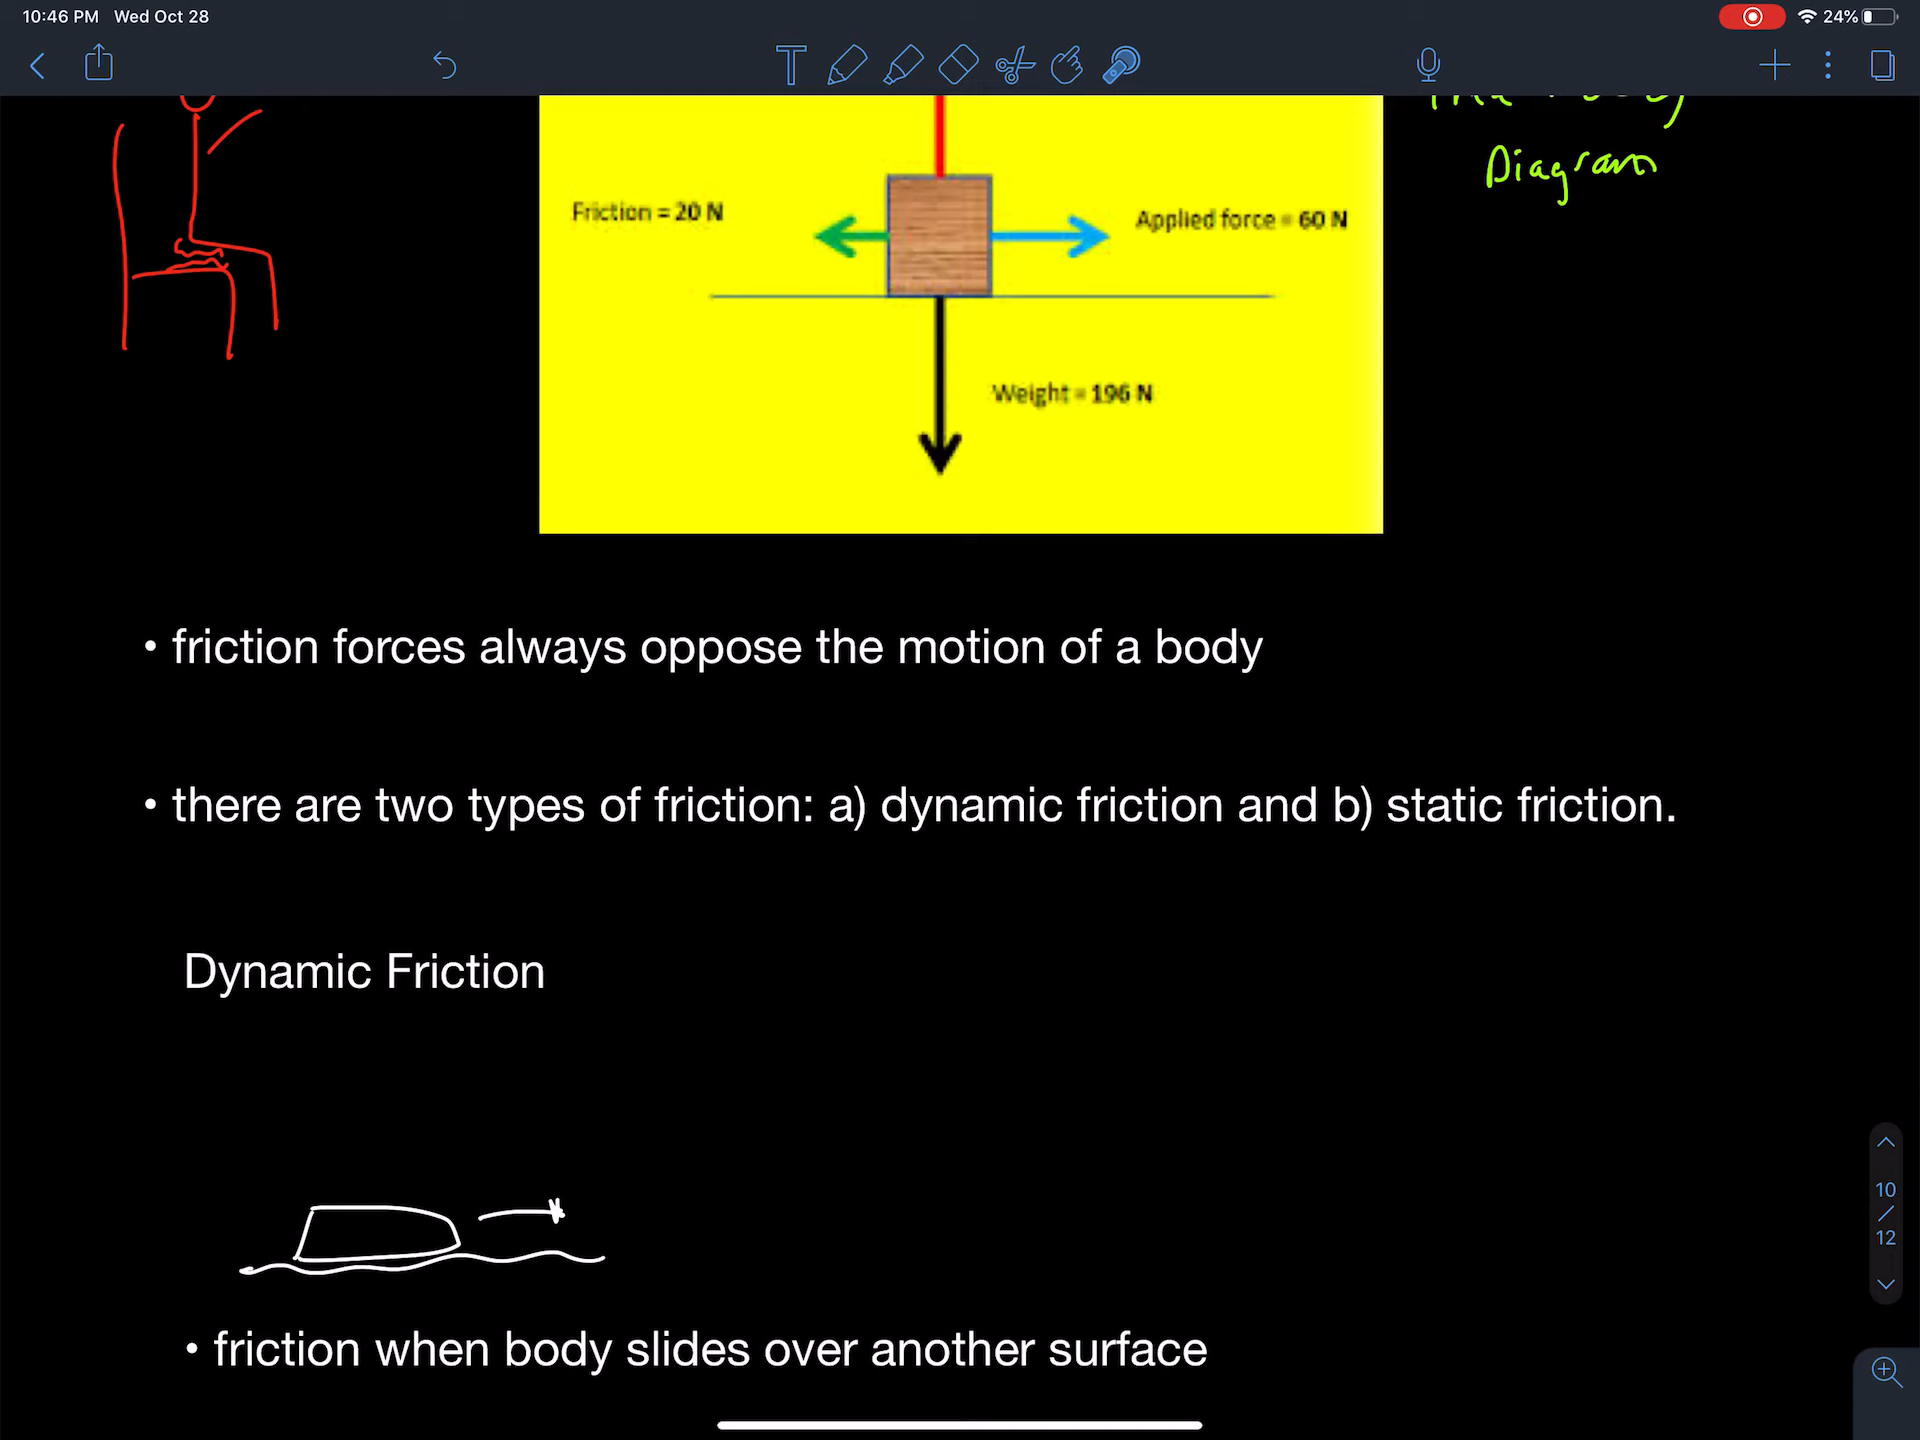 10:46 PM Wed Oct 28
24%
Diagram
Friction = 20 N
Applied force = 60 N
Weight = 196 N
• friction forces always oppose the motion of a body
• there are two types of friction: a) dynamic friction and b) static friction.
Dynamic Friction
10
/
12
• friction when body slides over another surface